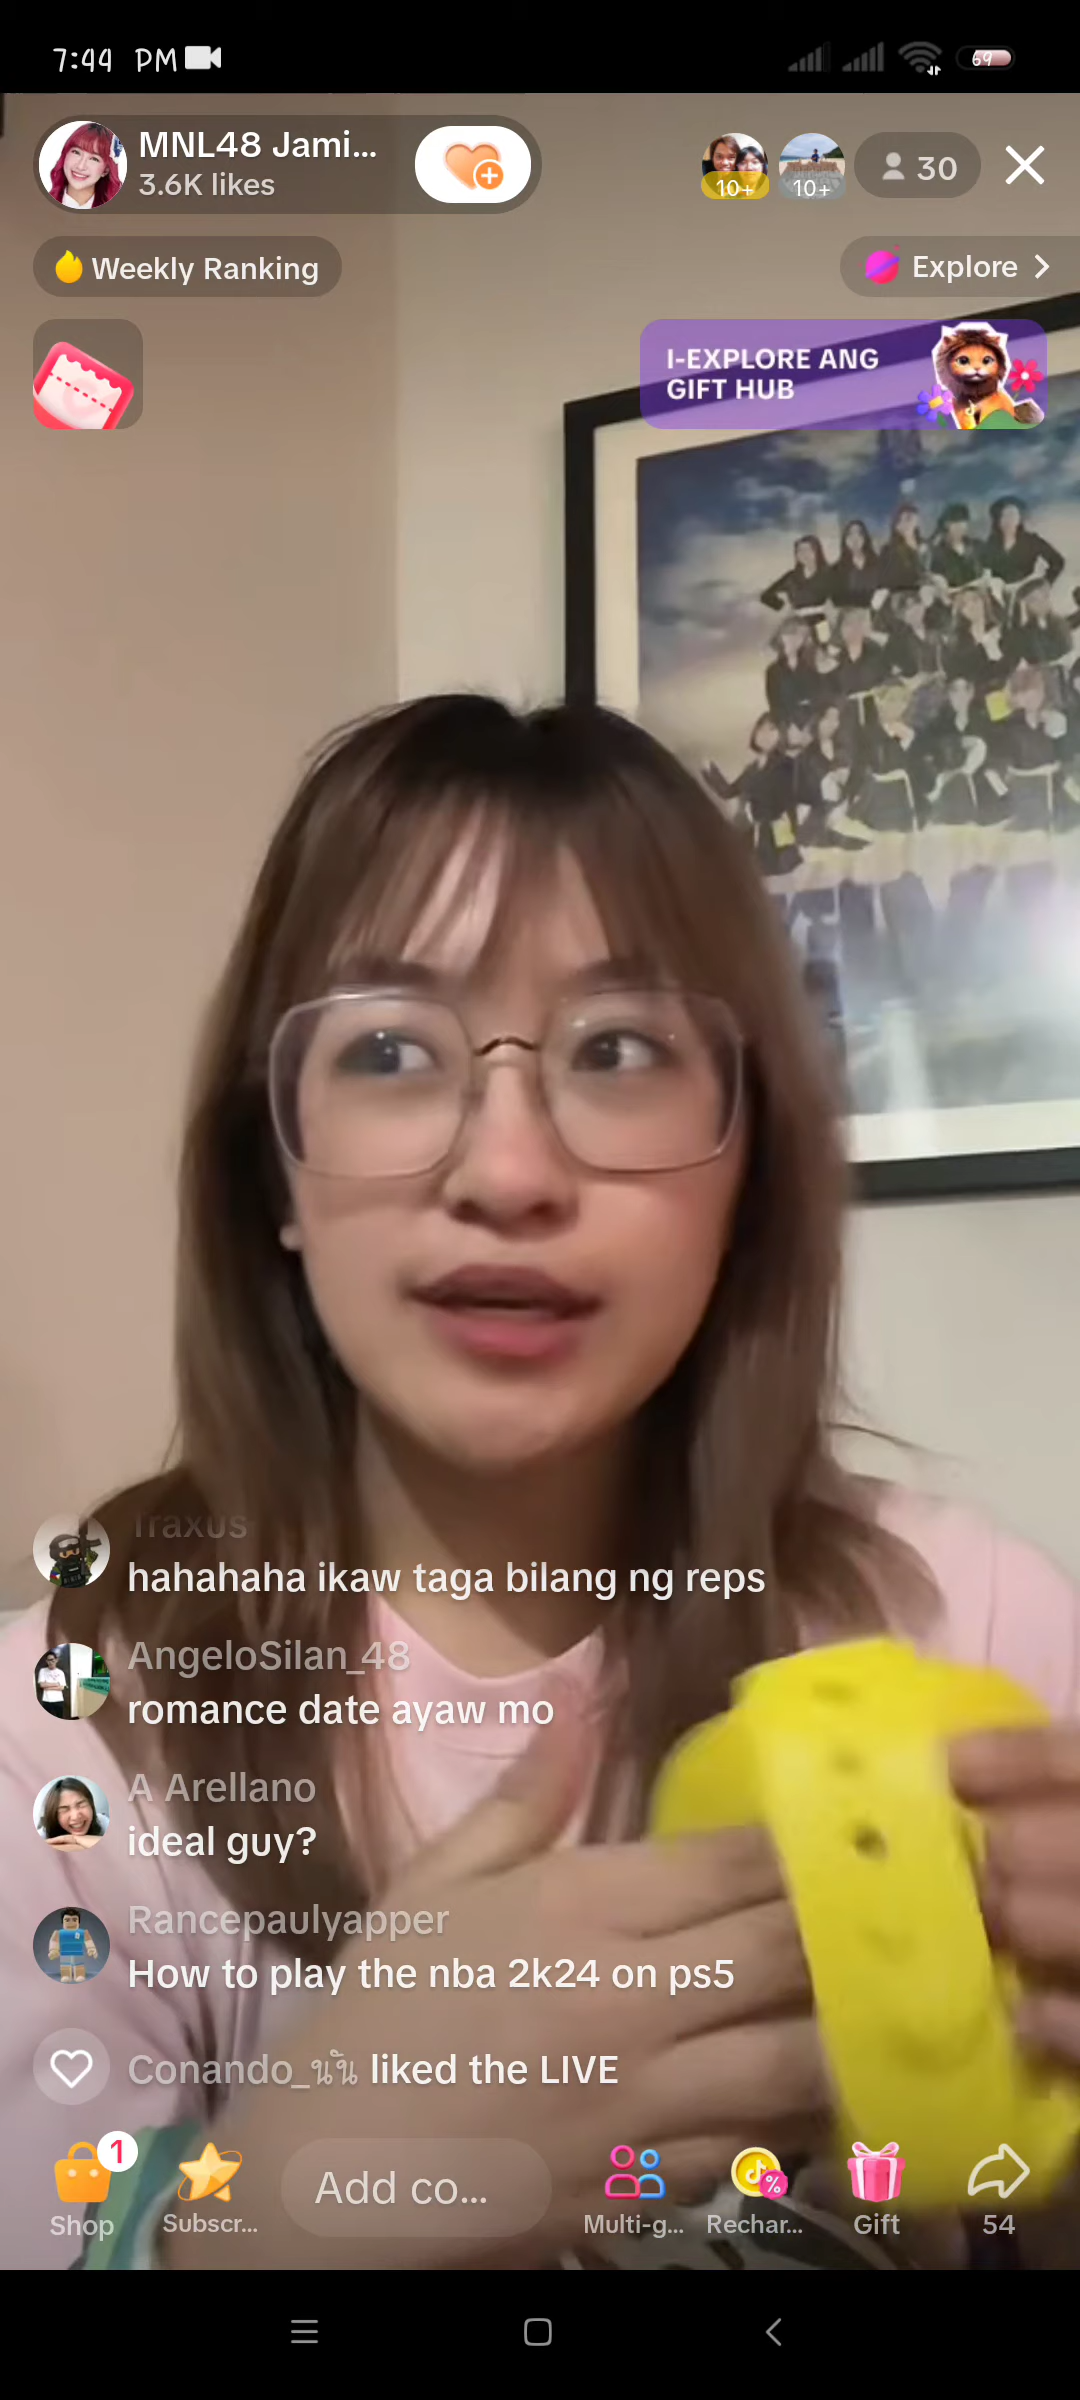 7:44 PM
69
MNL48 Jami...
3.6K likes
10+
10+
30
Weekly Ranking
Explore
I-EXPLORE ANG
GIFT HUB
Traxus
hahahaha ikaw taga bilang ng reps
AngeloSilan_48
romance date ayaw mo
A Arellano
ideal guy?
Rancepaulyapper
How to play the nba 2k24 on ps5
Conando_นั้น liked the LIVE
1
Add co...
%
Shop
Subscr...
Multi-g...
Rechar...
Gift
54